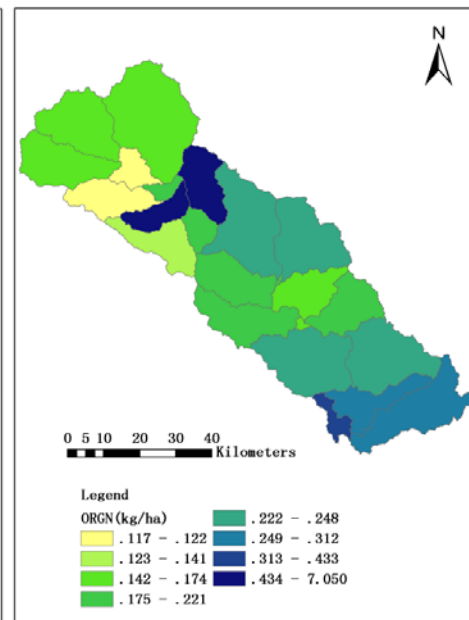 N
0 5 10 20 30 40
Kilometers
Legend
ORGN(kg/ha)
.117 - .122
.123 - .141
.142 - .174
.175 - .221
.222 - .248
.249 - .312
.313 - .433
.434 - 7.050